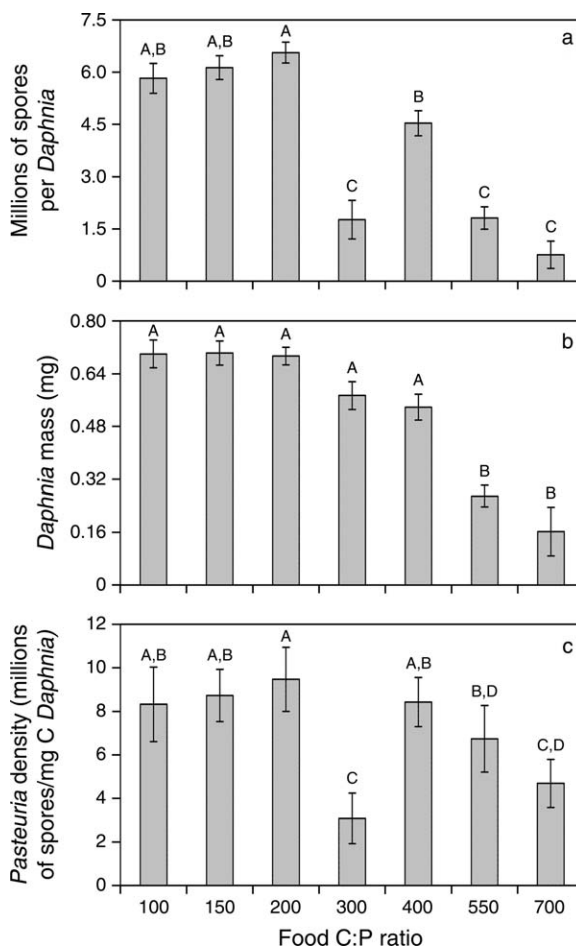 a
7.5
6.0
4.5
3.0
1.5
0
Millions of spores
per Daphnia
A,B
A,B
A
C
B
C
C
b
0.80
0.64
0.48
0.32
0.16
0
Daphnia mass (mg)
A
A
A
A
A
B
B
c
12
10
8
6
4
2
0
Pasteuria density (millions
of spores/mg C Daphnia)
A,B
A,B
A
C
A,B
B,D
C,D
100 150 200 300 400 550 700
Food C:P ratio